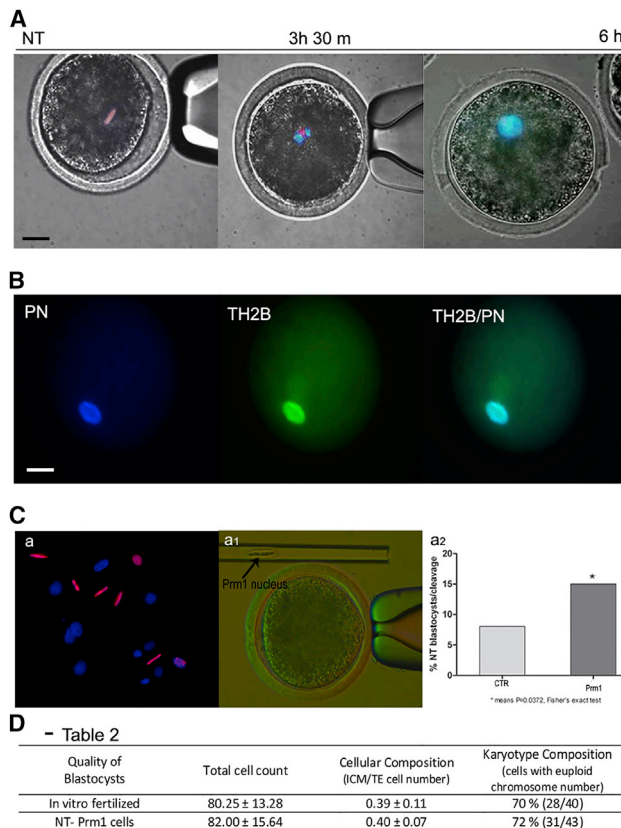 A
NT 3h 30 m 6 h
B
PN TH2B TH2B/PN
C
a a1 a2
Prm1 nucleus
% NT blastocysts/cleavage
20
15
10
5
0
*
CTR Prm1
* means P=0.0372, Fisher's exact test
D - Table 2
Quality of Blastocysts Total cell count Cellular Composition (ICM/TE cell number) Karyotype Composition (cells with euploid chromosome number)
In vitro fertilized 80.25 ± 13.28 0.39 ± 0.11 70 % (28/40)
NT- Prm1 cells 82.00 ± 15.64 0.40 ± 0.07 72 % (31/43)